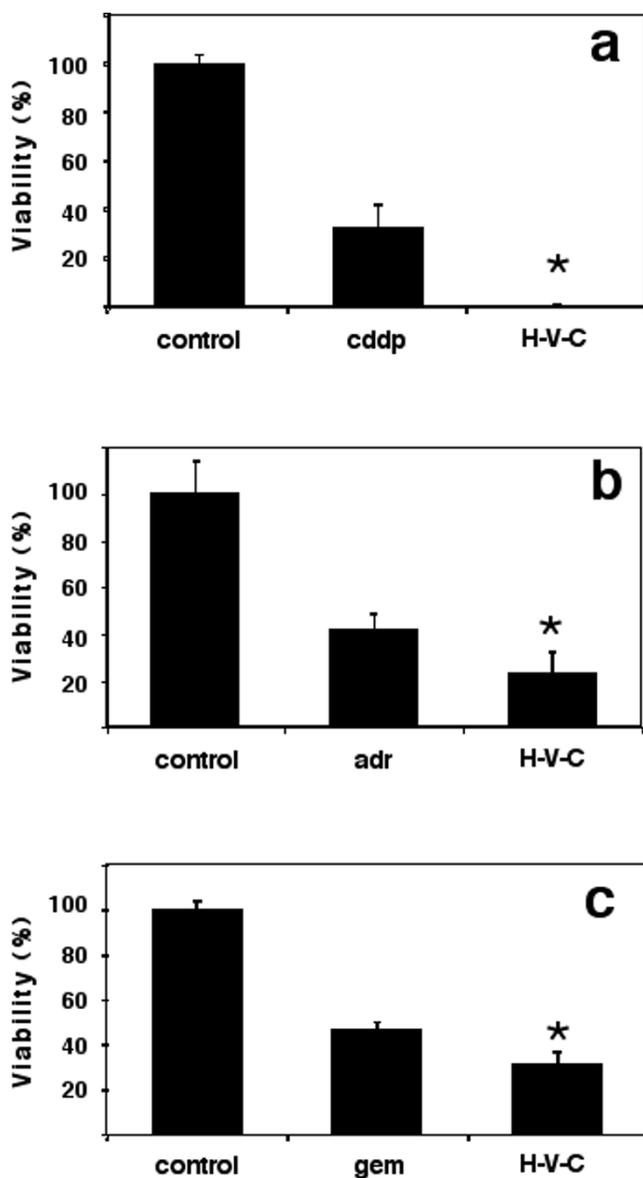 a
Viability (%)
100
80
60
40
20
*
control cddp H-V-C
b
Viability (%)
100
80
60
40
20
*
control adr H-V-C
c
Viability (%)
100
80
60
40
20
*
control gem H-V-C